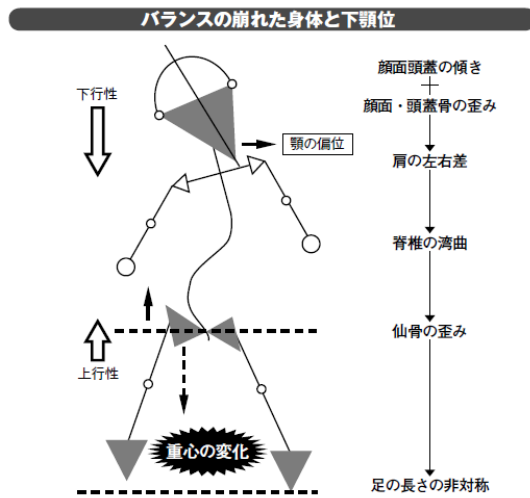 バランスの崩れた身体と下顎位
下行性
顎の偏位
上行性
重心の変化
顔面頭蓋の傾き
+
顔面・頭蓋骨の歪み
肩の左右差
脊椎の湾曲
仙骨の歪み
足の長さの非対称